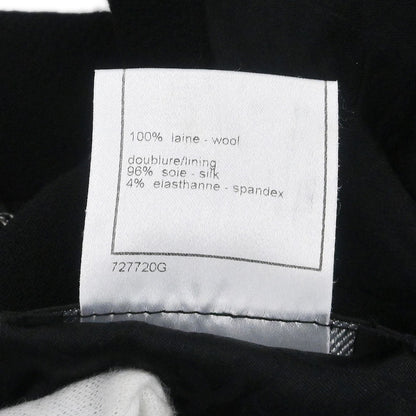 100% laine - wool
doublure/lining
96% soie - silk
4% elasthanne - spandex
727720G